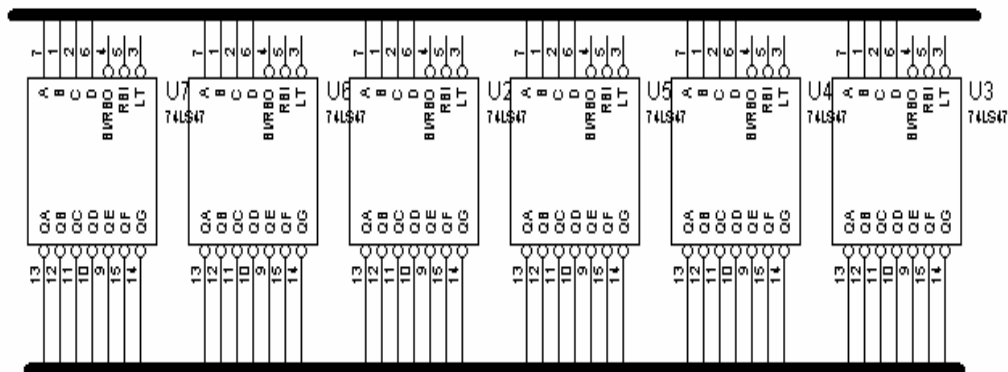 7 1 2 6 4 5 3 7 1 2 6 4 5 3 7 1 2 6 4 5 3 7 1 2 6 4 5 3 7 1 2 6 4 5 3 7 1 2 6 4 5 3
A B C D BI/RBO RBI LT U7 A B C D BI/RBO RBI LT U6 A B C D BI/RBO RBI LT U2 A B C D BI/RBO RBI LT U5 A B C D BI/RBO RBI LT U4 A B C D BI/RBO RBI LT U3
74LS47 74LS47 74LS47 74LS47 74LS47 74LS47
QA QB QC QD QE QF QG QA QB QC QD QE QF QG QA QB QC QD QE QF QG QA QB QC QD QE QF QG QA QB QC QD QE QF QG QA QB QC QD QE QF QG
13 12 11 10 9 15 14 13 12 11 10 9 15 14 13 12 11 10 9 15 14 13 12 11 10 9 15 14 13 12 11 10 9 15 14 13 12 11 10 9 15 14